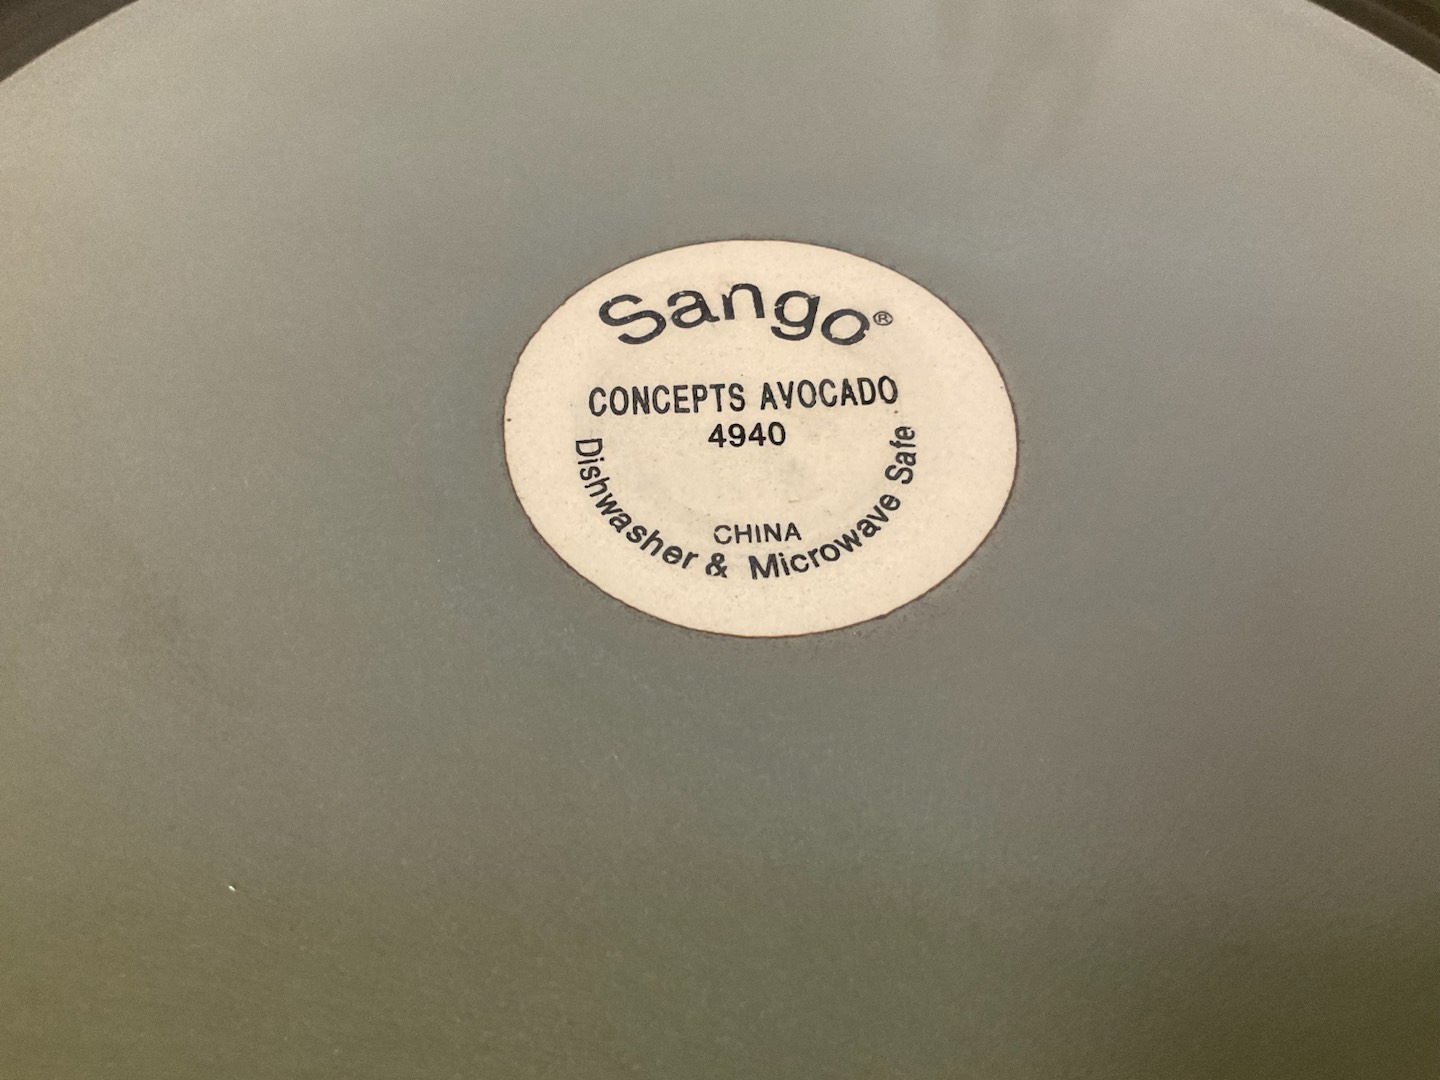 Sango®
CONCEPTS AVOCADO
4940
CHINA
Dishwasher & Microwave Safe